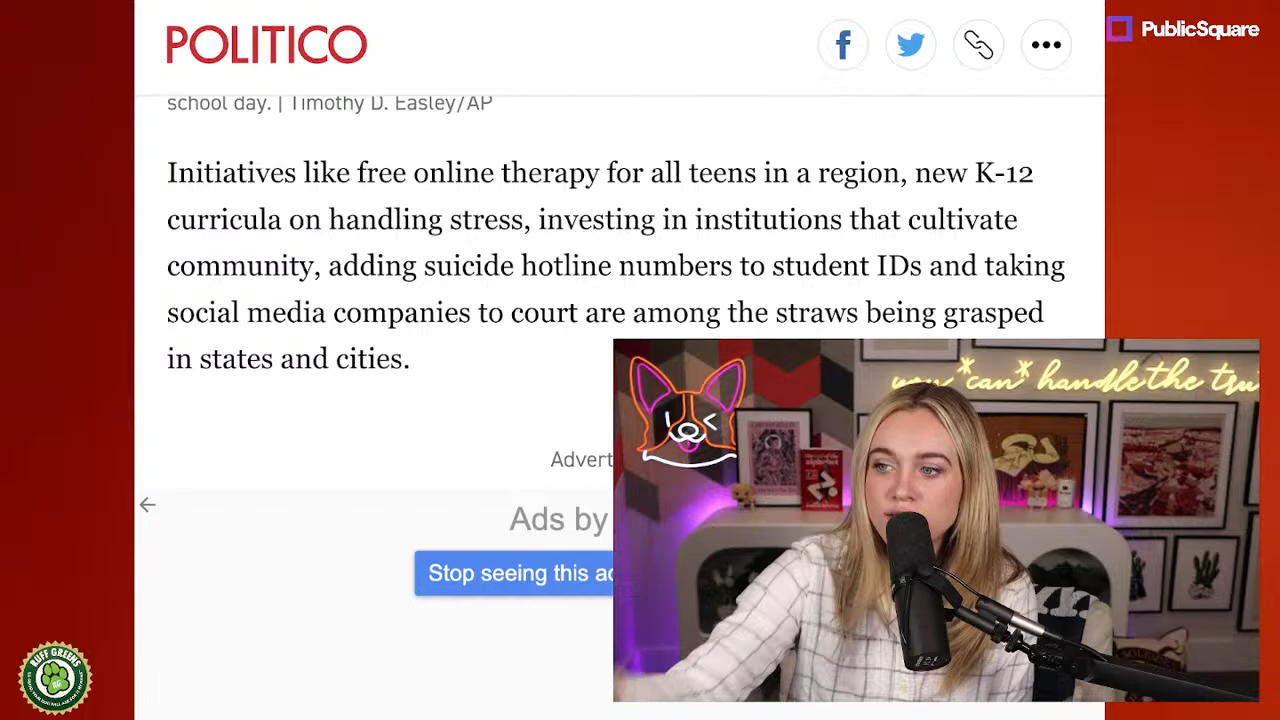 POLITICO
PublicSquare
school day. | Timothy D. Easley/AP
Initiatives like free online therapy for all teens in a region, new K-12
curricula on handling stress, investing in institutions that cultivate
community, adding suicide hotline numbers to student IDs and taking
social media companies to court are among the straws being grasped
in states and cities.
you *can* handle the tru
Advert
Ads by
Stop seeing this ad
RUFF GREENS